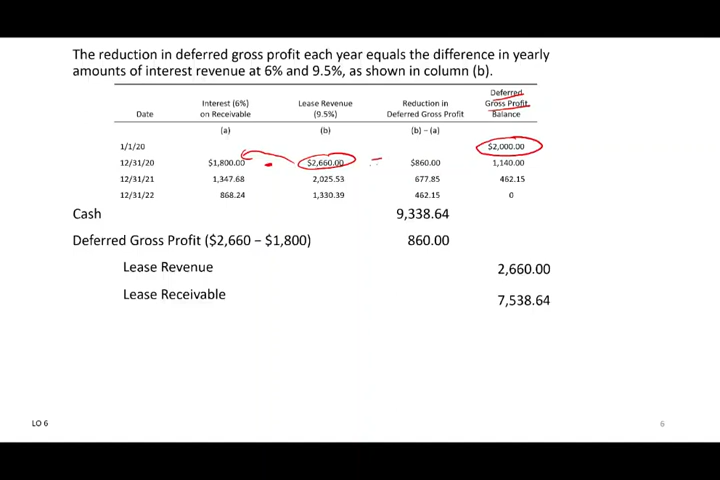 The reduction in deferred gross profit each year equals the difference in yearly
amounts of interest revenue at 6% and 9.5%, as shown in column (b).
Date Interest (6%) on Receivable Lease Revenue (9.5%) Reduction in Deferred Gross Profit Deferred Gross Profit Balance
(a) (b) (b) – (a)
1/1/20 $2,000.00
12/31/20 $1,800.00 $2,660.00 $860.00 1,140.00
12/31/21 1,347.68 2,025.53 677.85 462.15
12/31/22 868.24 1,330.39 462.15 0
Cash 9,338.64
Deferred Gross Profit ($2,660 − $1,800) 860.00
Lease Revenue 2,660.00
Lease Receivable 7,538.64
LO 6 6